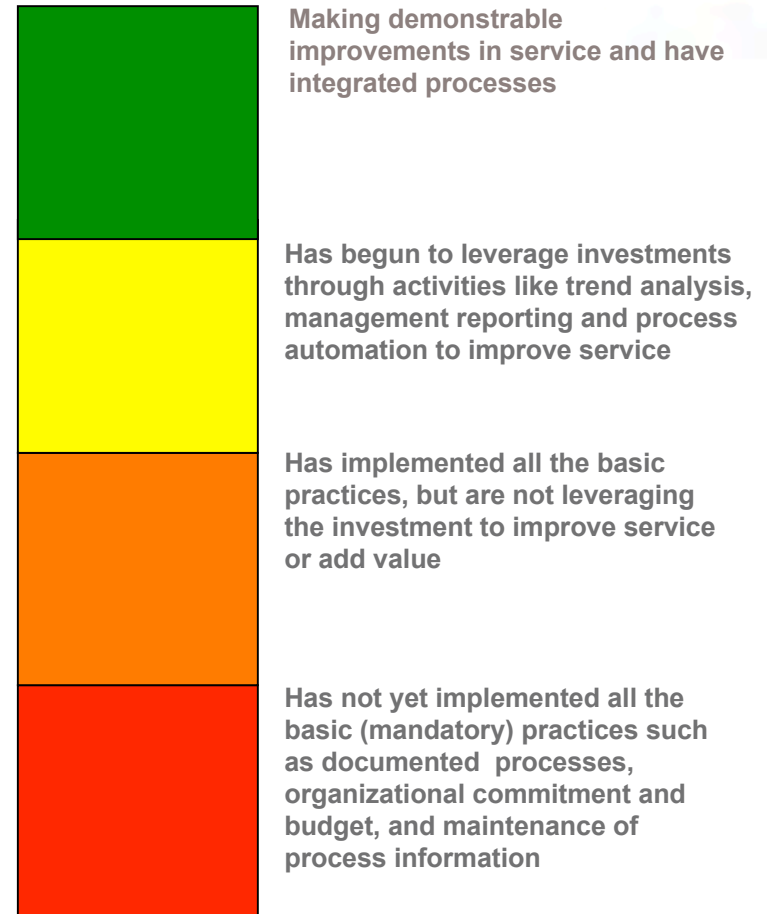 Making demonstrable
improvements in service and have
integrated processes
Has begun to leverage investments
through activities like trend analysis,
management reporting and process
automation to improve service
Has implemented all the basic
practices, but are not leveraging
the investment to improve service
or add value
Has not yet implemented all the
basic (mandatory) practices such
as documented  processes,
organizational commitment and
budget, and maintenance of
process information